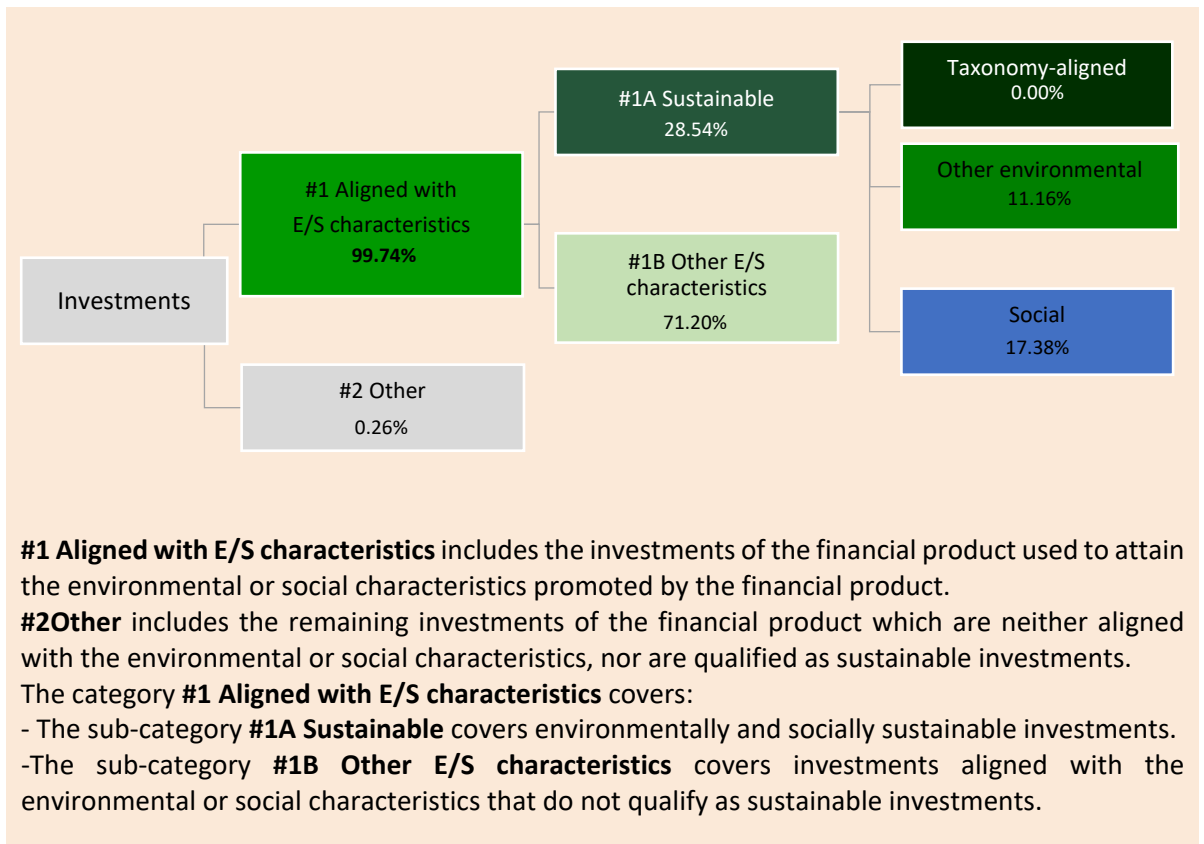 Investments
#1 Aligned with
E/S characteristics
99.74%
#2 Other
0.26%
#1A Sustainable
28.54%
#1B Other E/S
characteristics
71.20%
Taxonomy-aligned
0.00%
Other environmental
11.16%
Social
17.38%
#1 Aligned with E/S characteristics includes the investments of the financial product used to attain
the environmental or social characteristics promoted by the financial product.
#2Other includes the remaining investments of the financial product which are neither aligned
with the environmental or social characteristics, nor are qualified as sustainable investments.
The category #1 Aligned with E/S characteristics covers:
- The sub-category #1A Sustainable covers environmentally and socially sustainable investments.
-The sub-category #1B Other E/S characteristics covers investments aligned with the
environmental or social characteristics that do not qualify as sustainable investments.